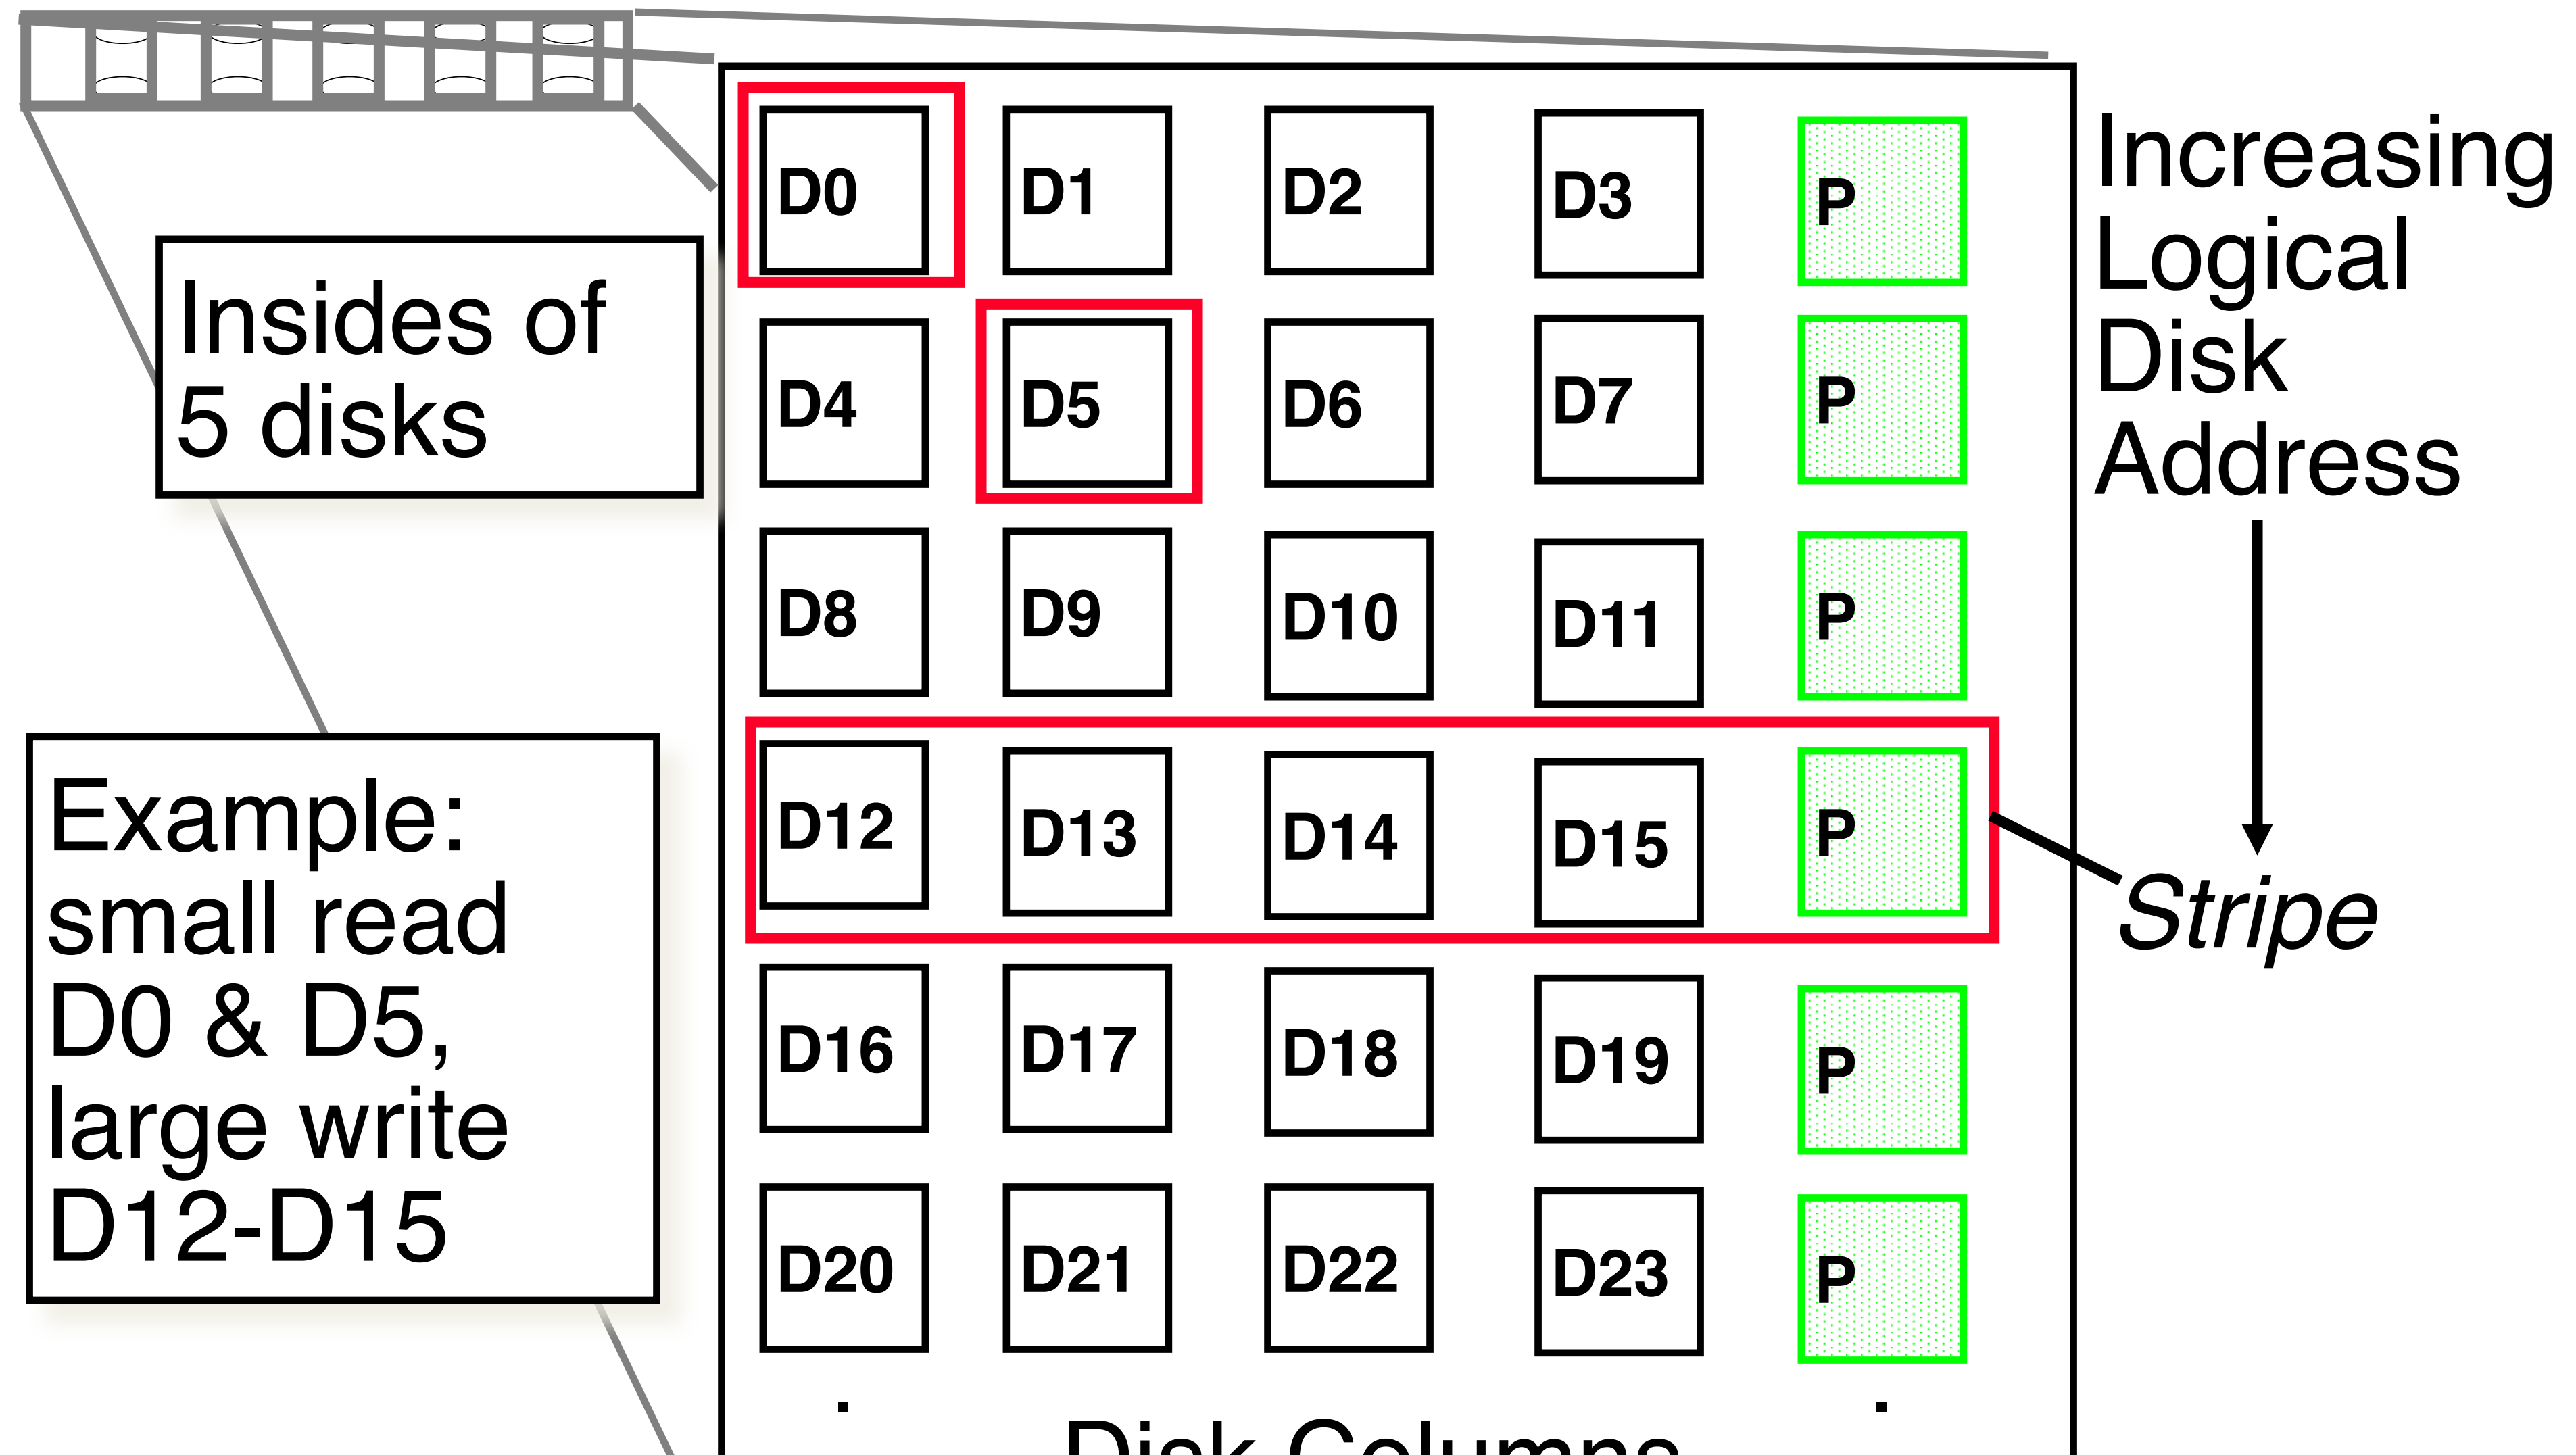 Insides of
5 disks
Example:
small read
D0 & D5,
large write
D12-D15
D0 D1 D2 D3 P
D4 D5 D6 D7 P
D8 D9 D10 D11 P
D12 D13 D14 D15 P
D16 D17 D18 D19 P
D20 D21 D22 D23 P
. .
Disk Columns
Increasing
Logical
Disk
Address
Stripe